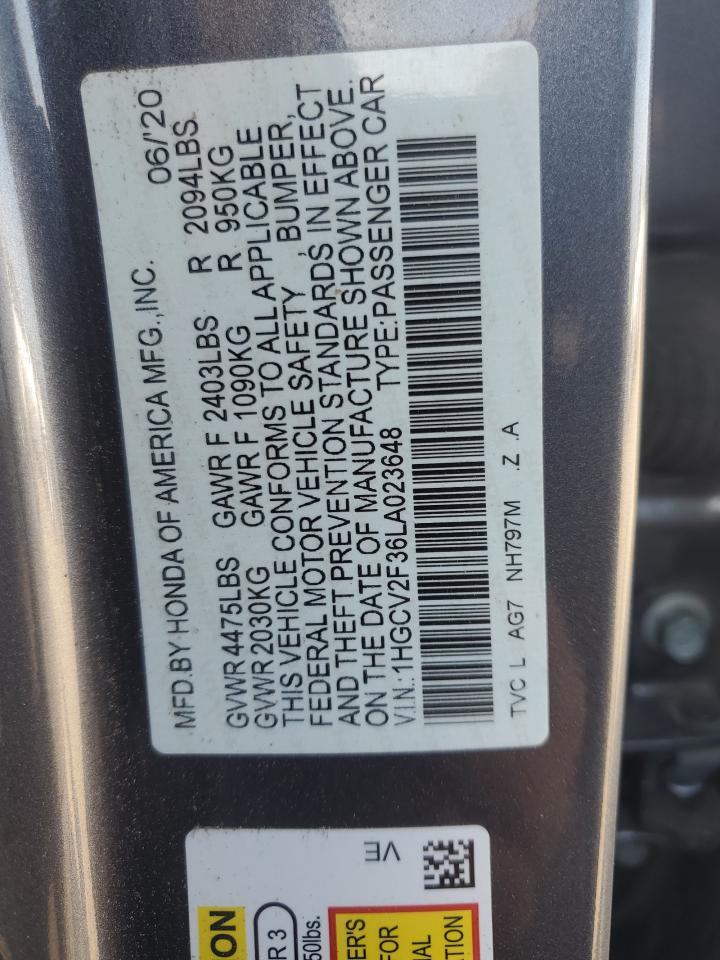 MFD.BY HONDA OF AMERICA MFG.,INC. 06/'20
GVWR 4475LBS GAWR F 2403LBS R 2094LBS
GVWR 2030KG GAWR F 1090KG R 950KG
THIS VEHICLE CONFORMS TO ALL APPLICABLE
FEDERAL MOTOR VEHICLE SAFETY , BUMPER,
AND THEFT PREVENTION STANDARDS IN EFFECT
ON THE DATE OF MANUFACTURE SHOWN ABOVE.
V.I.N.:1HGCV2F36LA023648 TYPE:PASSENGER CAR
TVC L AG7 NH797M .Z .A
VE
ON
R 3
50lbs.
ER'S
FOR
NAL
TION